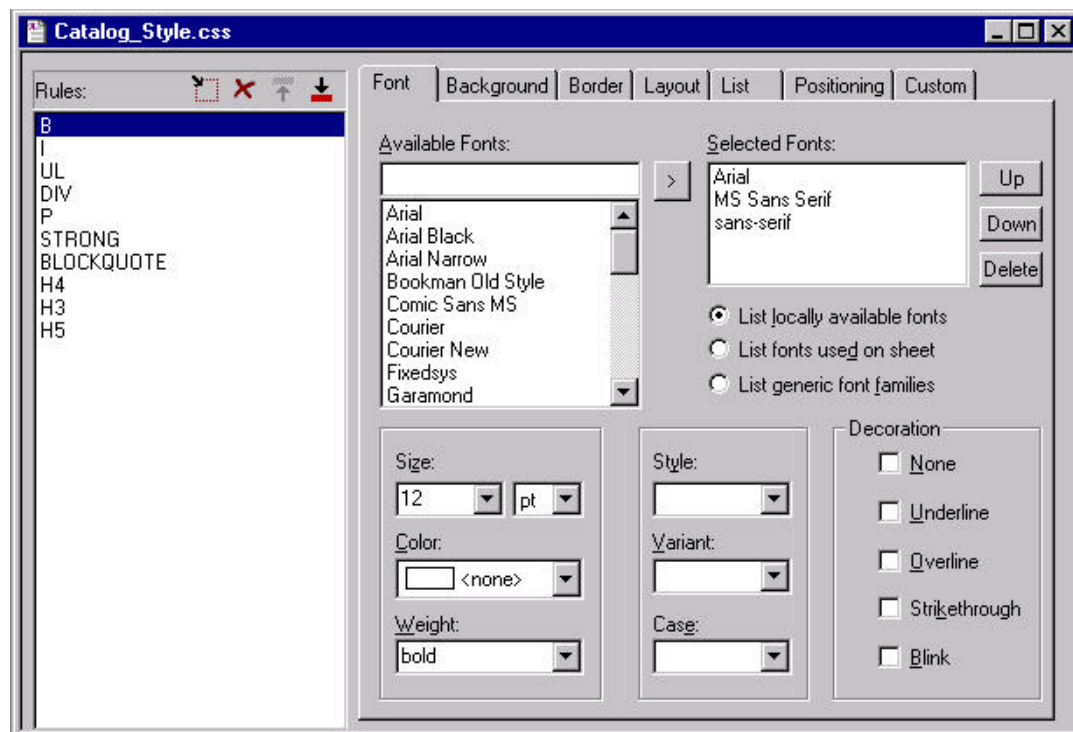 Catalog_Style.css
Rules:
B
I
UL
DIV
P
STRONG
BLOCKQUOTE
H4
H3
H5
Font Background Border Layout List Positioning Custom
Available Fonts:
>
Arial
Arial Black
Arial Narrow
Bookman Old Style
Comic Sans MS
Courier
Courier New
Fixedsys
Garamond
Selected Fonts:
Arial
MS Sans Serif
sans-serif
Up
Down
Delete
List locally available fonts
List fonts used on sheet
List generic font families
Size:
12 pt
Color:
<none>
Weight:
bold
Style:
Variant:
Case:
Decoration
None
Underline
Overline
Strikethrough
Blink